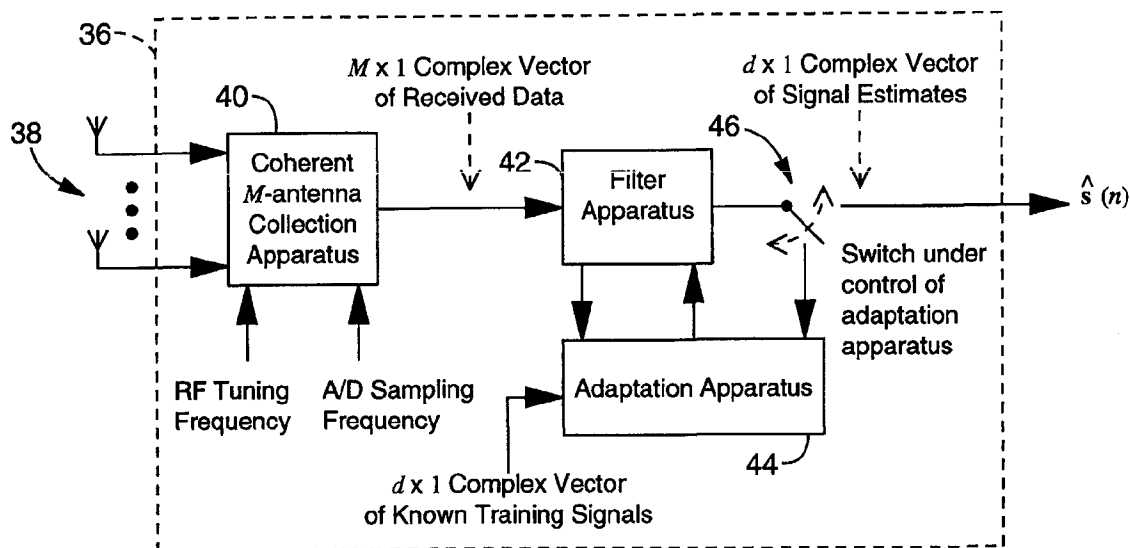 36
M x 1 Complex Vector
of Received Data
d x 1 Complex Vector
of Signal Estimates
40
38
Coherent
M-antenna
Collection
Apparatus
42
Filter
Apparatus
46
ŝ (n)
Switch under
control of
adaptation
apparatus
RF Tuning
Frequency
A/D Sampling
Frequency
Adaptation Apparatus
44
d x 1 Complex Vector
of Known Training Signals